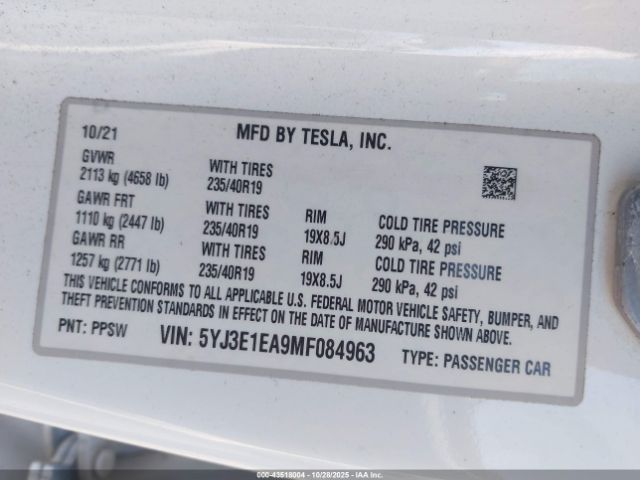 10/21 MFD BY TESLA, INC.
GVWR
2113 kg (4658 lb) WITH TIRES 235/40R19
GAWR FRT
1110 kg (2447 lb) WITH TIRES 235/40R19 RIM 19X8.5J COLD TIRE PRESSURE 290 kPa, 42 psi
GAWR RR
1257 kg (2771 lb) WITH TIRES 235/40R19 RIM 19X8.5J COLD TIRE PRESSURE 290 kPa, 42 psi
THIS VEHICLE CONFORMS TO ALL APPLICABLE U.S. FEDERAL MOTOR VEHICLE SAFETY, BUMPER, AND
THEFT PREVENTION STANDARDS IN EFFECT ON THE DATE OF MANUFACTURE SHOWN ABOVE.
PNT: PPSW VIN: 5YJ3E1EA9MF084963 TYPE: PASSENGER CAR
000-43518004 | 10/28/2025 - IAAC